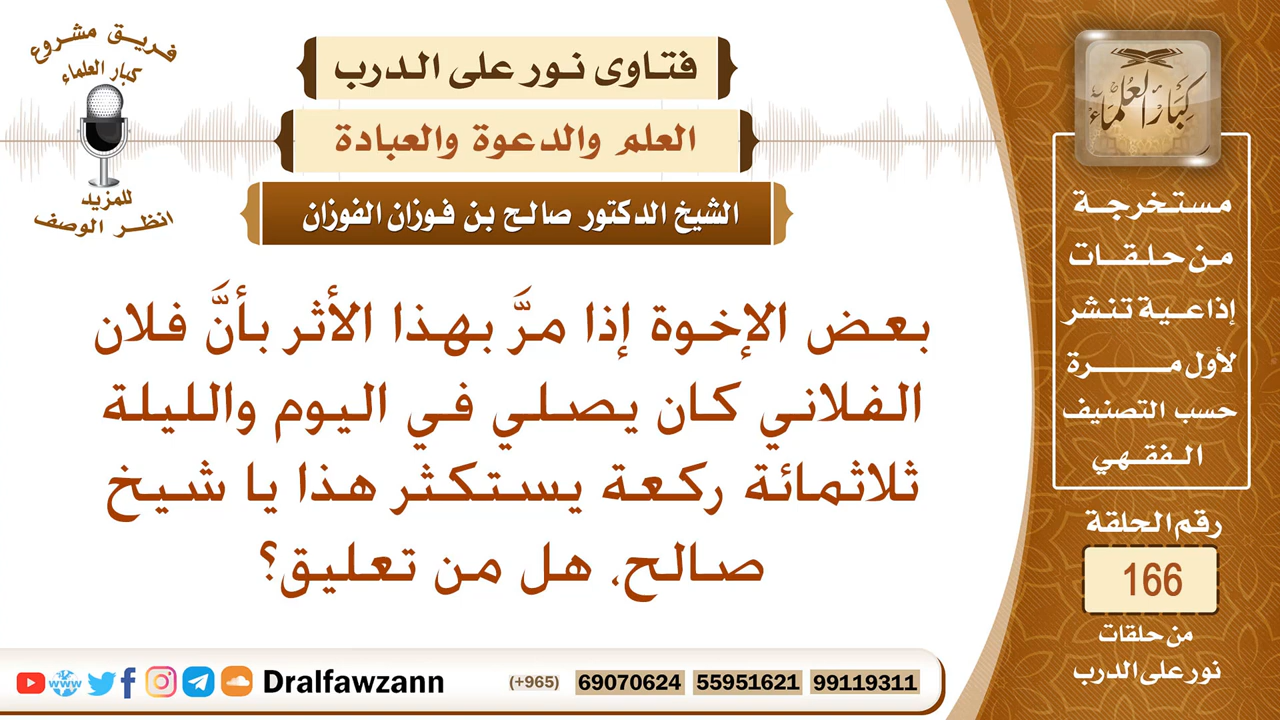 فريق مشروع
كبار العلماء
للمزيد
انظر الوصف
فتاوى نور على الدرب
العلم والدعوة والعبادة
الشيخ الدكتور صالح بن فوزان الفوزان
بعض الإخوة إذا مرَّ بهذا الأثر بأنَّ فلان
الفلاني كان يصلي في اليوم والليلة
ثلاثمائة ركعة يستكثر هذا يا شيخ
صالح، هل من تعليق؟
كبار العلماء
مستخرجة
من حلقات
إذاعية تنشر
لأول مرة
حسب التصنيف
الفقهي
رقم الحلقة
166
من حلقات
نور على الدرب
www
Dralfawzann (+965) 69070624 55951621 99119311